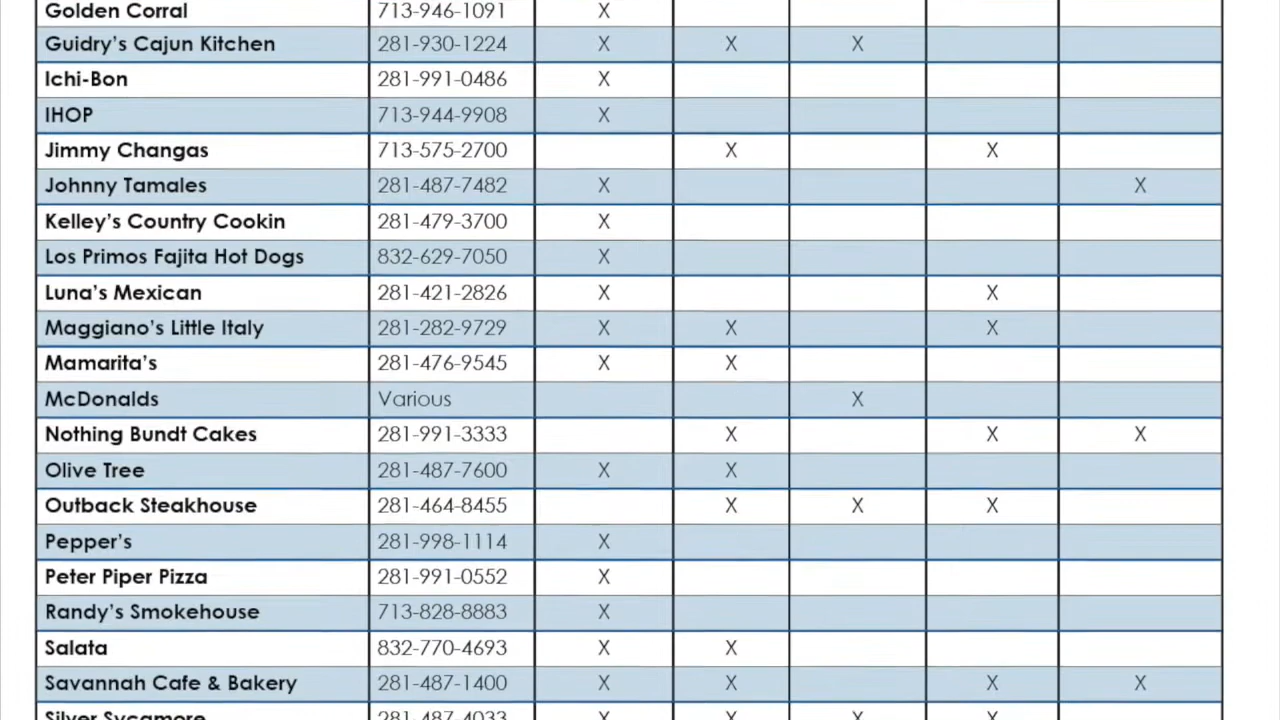 Golden Corral 713-946-1091 X
Guidry's Cajun Kitchen 281-930-1224 X X X
Ichi-Bon 281-991-0486 X
IHOP 713-944-9908 X
Jimmy Changas 713-575-2700 X X
Johnny Tamales 281-487-7482 X X
Kelley's Country Cookin 281-479-3700 X
Los Primos Fajita Hot Dogs 832-629-7050 X
Luna's Mexican 281-421-2826 X X
Maggiano's Little Italy 281-282-9729 X X X
Mamarita's 281-476-9545 X X
McDonalds Various X
Nothing Bundt Cakes 281-991-3333 X X X
Olive Tree 281-487-7600 X X
Outback Steakhouse 281-464-8455 X X X
Pepper's 281-998-1114 X
Peter Piper Pizza 281-991-0552 X
Randy's Smokehouse 713-828-8883 X
Salata 832-770-4693 X X
Savannah Cafe & Bakery 281-487-1400 X X X X
Silver Sycamore 281-487-4033 X X X X